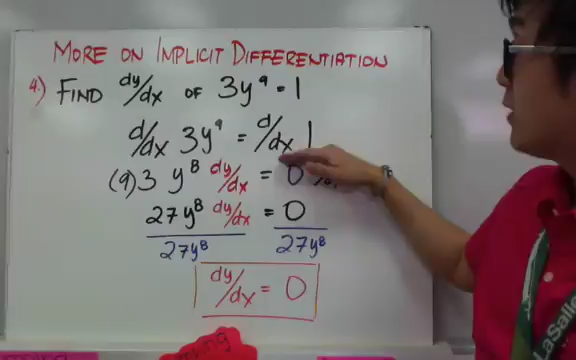 MORE ON IMPLICIT DIFFERENTIATION
4.) FIND dy/dx OF 3y⁹ = 1
d/dx 3y⁹ = d/dx 1
(9)3 y⁸ dy/dx = 0
27y⁸ dy/dx = 0
27y⁸ 27y⁸
dy/dx = 0
LaSalle